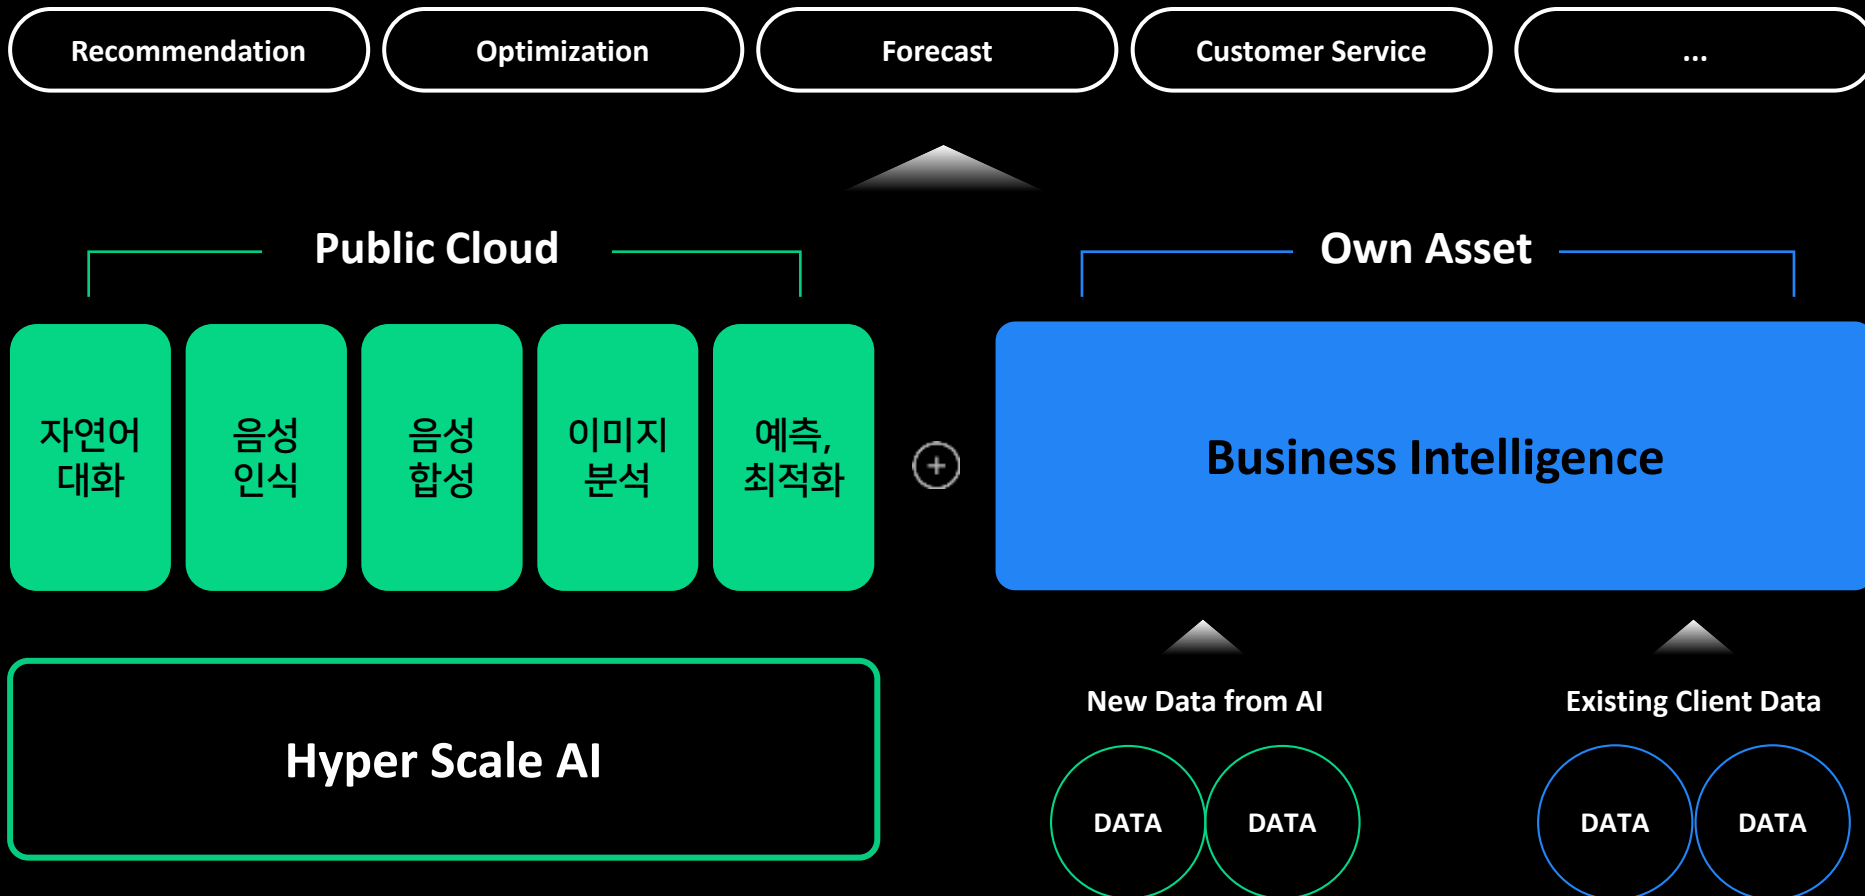 Recommendation
Optimization
Forecast
Customer Service
...
Public Cloud
Own Asset
자연어
대화
음성
인식
음성
합성
이미지
분석
예측,
최적화
+
Business Intelligence
Hyper Scale AI
New Data from AI
Existing Client Data
DATA
DATA
DATA
DATA